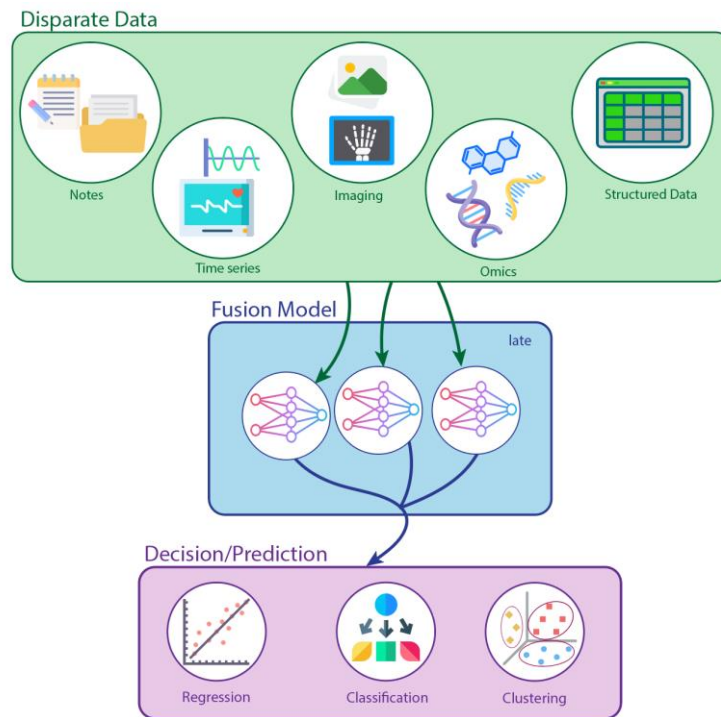 Disparate Data
Notes
Time series
Imaging
Omics
Structured Data
Fusion Model
late
Decision/Prediction
Regression
Classification
Clustering